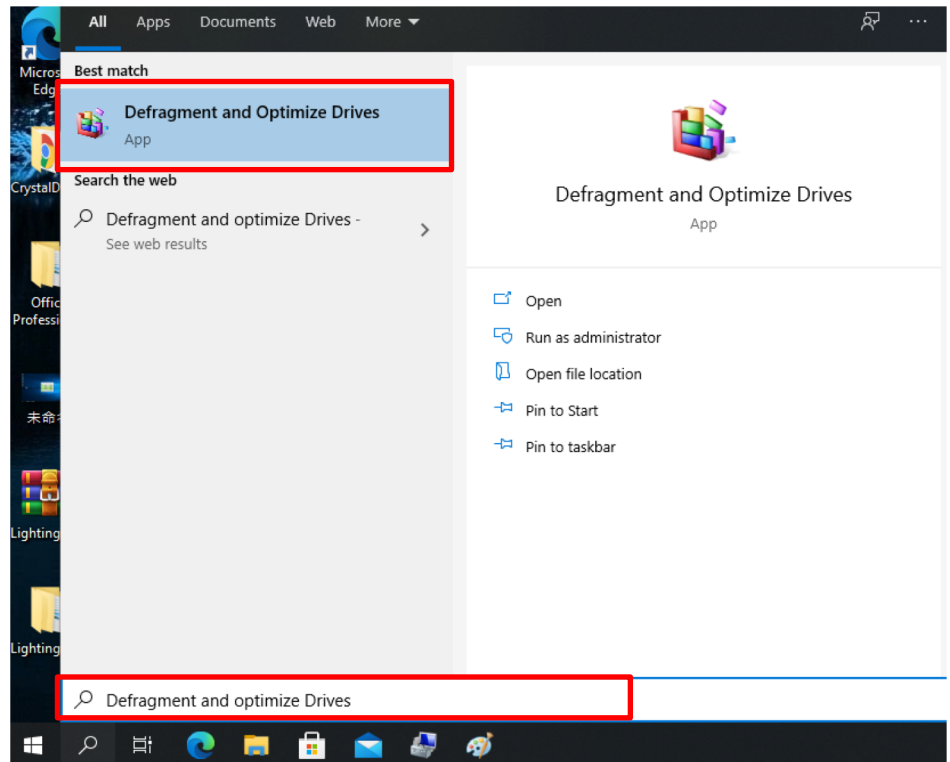 All Apps Documents Web More
Micros
Edg
Best match
Defragment and Optimize Drives
App
CrystalD
Search the web
Defragment and optimize Drives -
See web results
Defragment and Optimize Drives
App
Offic
Professi
Open
Run as administrator
Open file location
Pin to Start
Pin to taskbar
未命
Lighting
Lighting
Defragment and optimize Drives